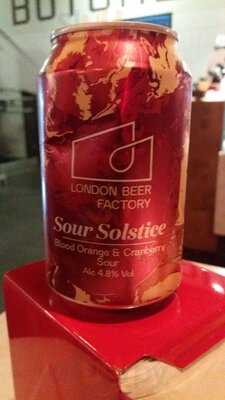 LONDON BEER
FACTORY
Sour Solstice
Blood Orange & Cranberry
Sour
Alc 4.8% Vol